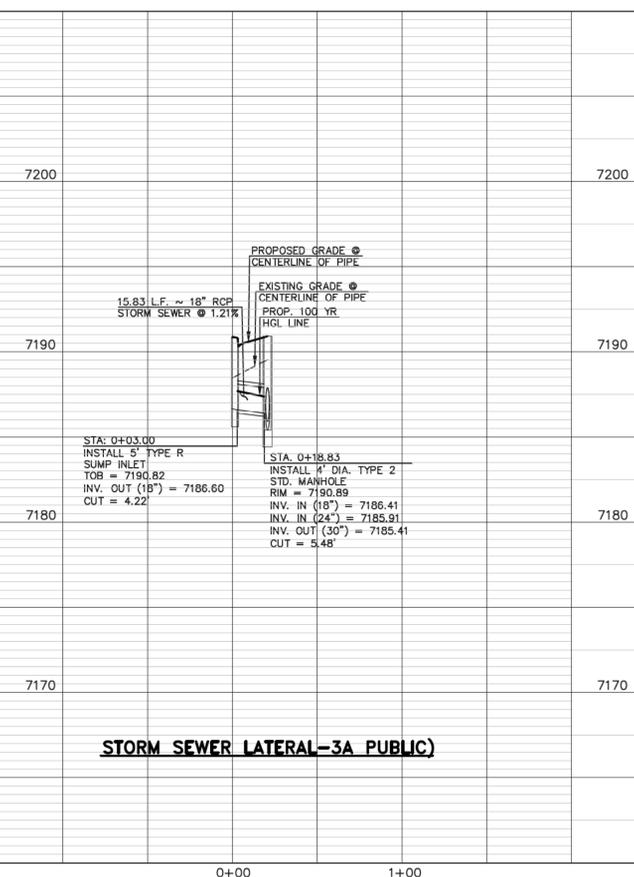 7200 7200
PROPOSED GRADE @
CENTERLINE OF PIPE
EXISTING GRADE @
CENTERLINE OF PIPE
15.83 L.F. ~ 18" RCP
STORM SEWER @ 1.21%
PROP. 100 YR
HGL LINE
7190 7190
STA: 0+03.00
INSTALL 5' TYPE R
SUMP INLET
TOB = 7190.82
INV. OUT (18") = 7186.60
CUT = 4.22'
STA. 0+18.83
INSTALL 4' DIA. TYPE 2
STD. MANHOLE
RIM = 7190.89
INV. IN (18") = 7186.41
INV. IN (24") = 7185.91
INV. OUT (30") = 7185.41
CUT = 5.48'
7180 7180
7170 7170
STORM SEWER LATERAL-3A PUBLIC)
0+00 1+00